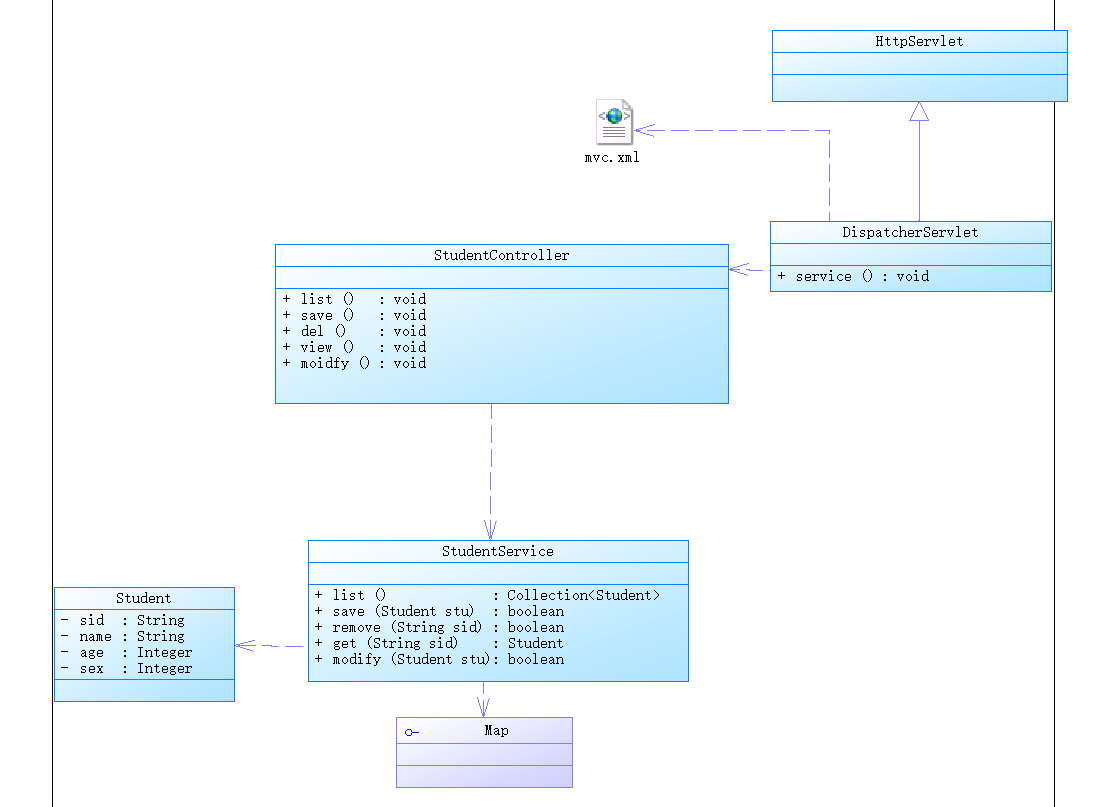 HttpServlet
mvc.xml
DispatcherServlet
+ service () : void
StudentController
+ list () : void
+ save () : void
+ del () : void
+ view () : void
+ moidfy () : void
StudentService
+ list () : Collection<Student>
+ save (Student stu) : boolean
+ remove (String sid) : boolean
+ get (String sid) : Student
+ modify (Student stu): boolean
Student
- sid : String
- name : String
- age : Integer
- sex : Integer
Map